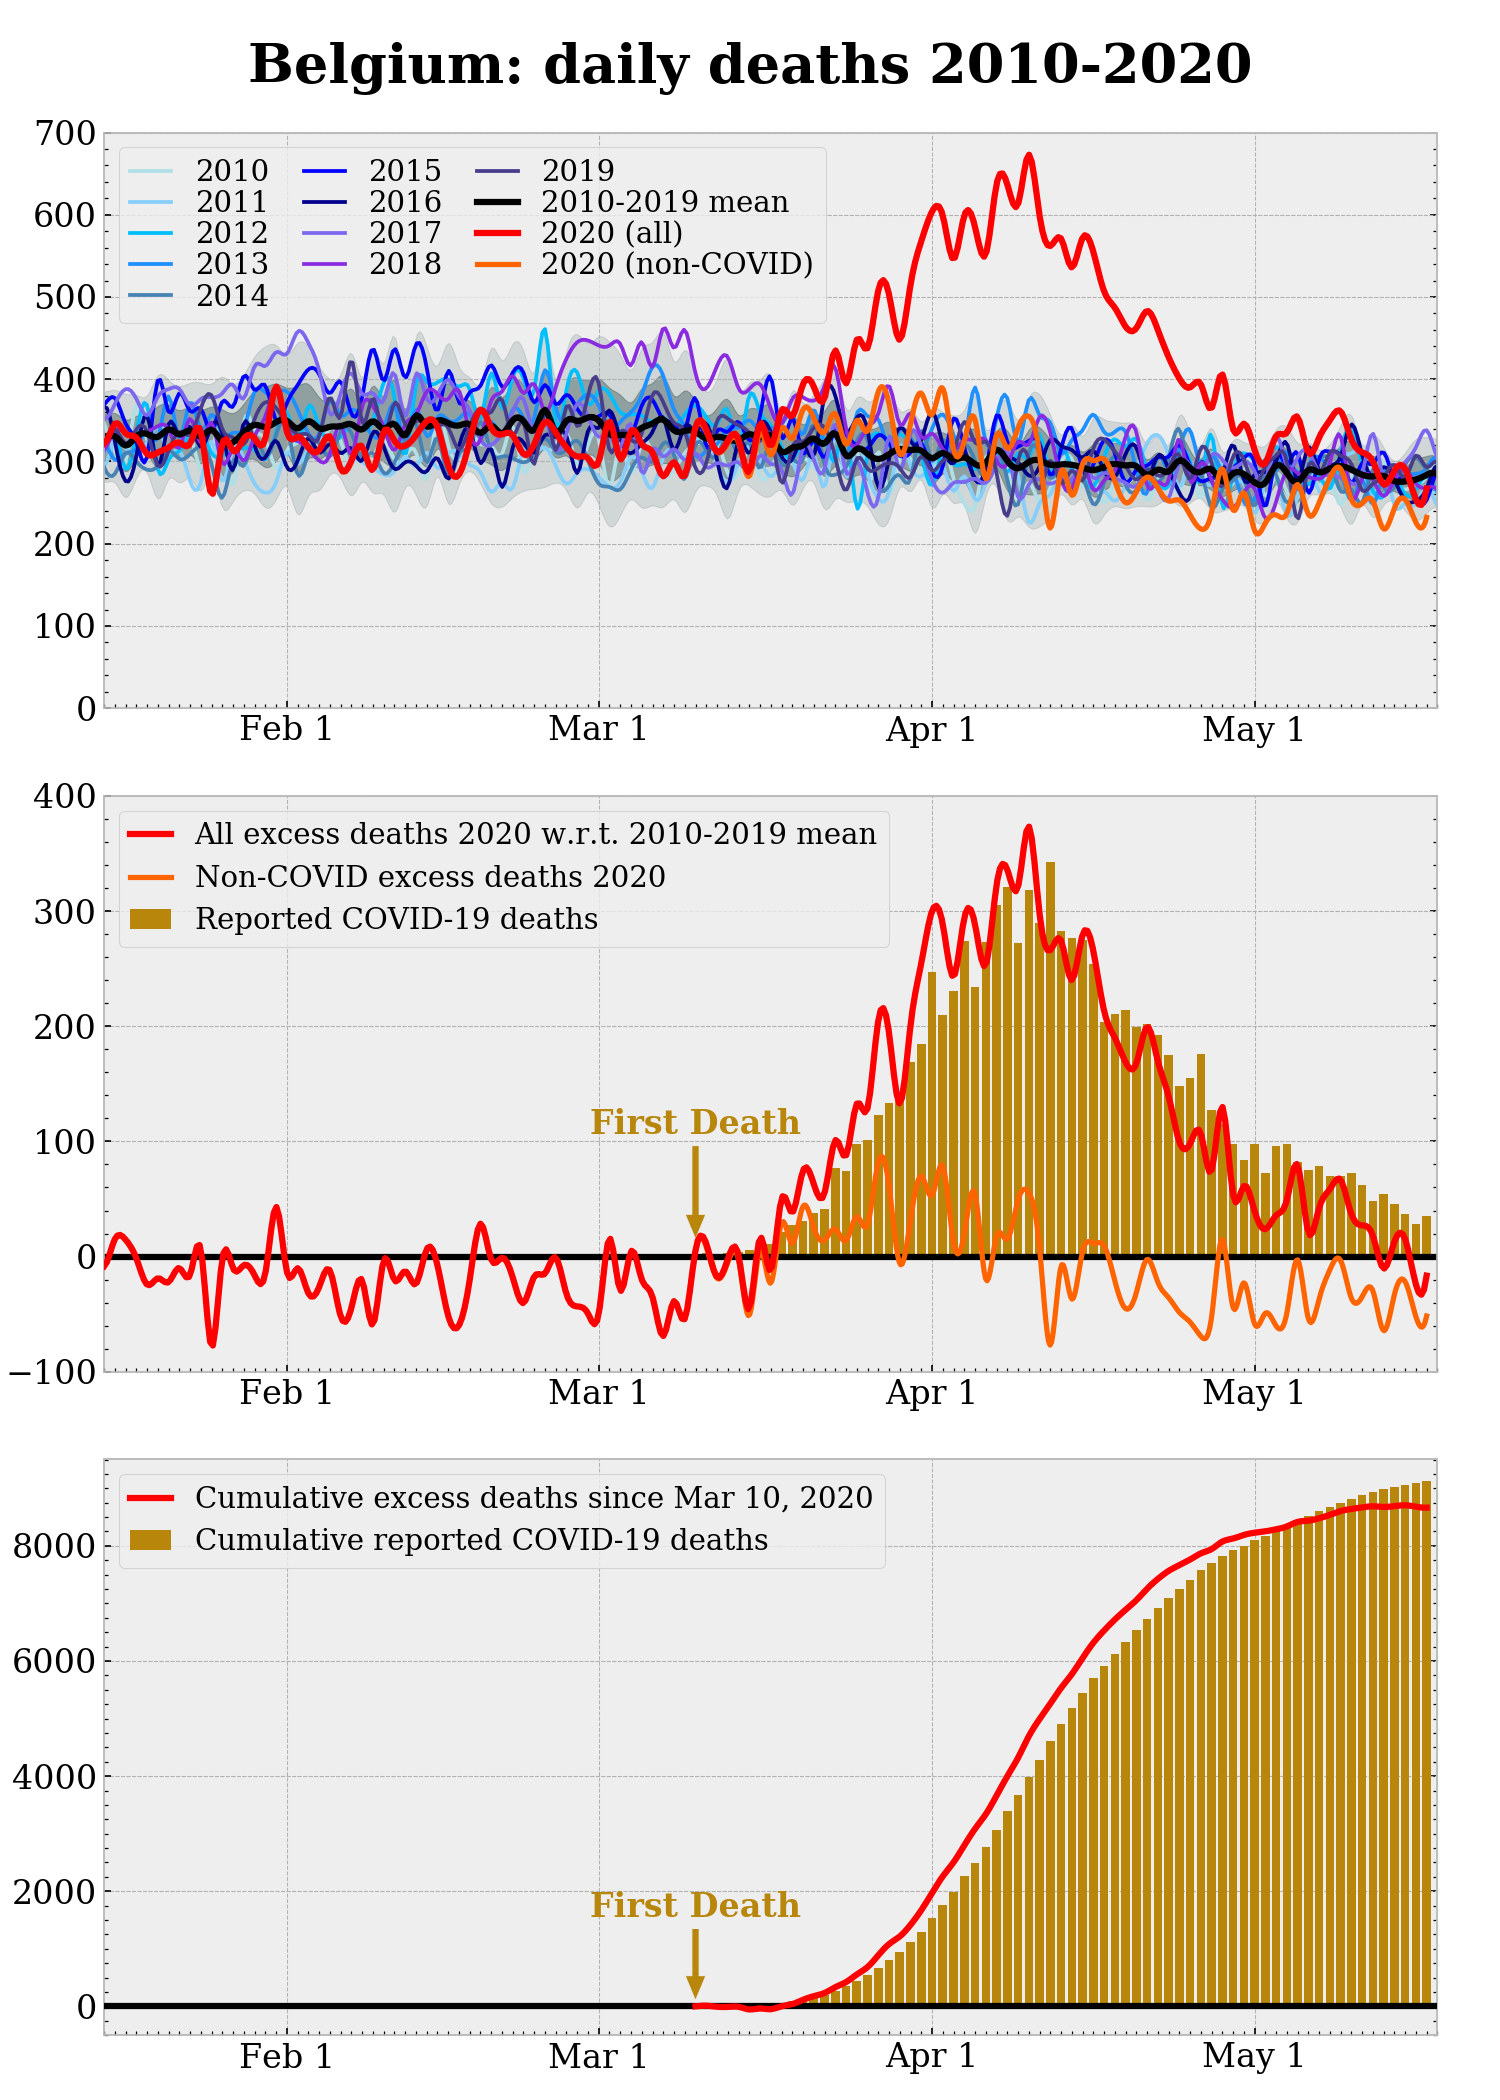 Belgium: daily deaths 2010-2020
700
600
500
400
300
200
100
0
2010 2015 2019
2011 2016 2010-2019 mean
2012 2017 2020 (all)
2013 2018 2020 (non-COVID)
2014
Feb 1 Mar 1 Apr 1 May 1
400
300
200
100
0
−100
All excess deaths 2020 w.r.t. 2010-2019 mean
Non-COVID excess deaths 2020
Reported COVID-19 deaths
First Death
Feb 1 Mar 1 Apr 1 May 1
8000
6000
4000
2000
0
Cumulative excess deaths since Mar 10, 2020
Cumulative reported COVID-19 deaths
First Death
Feb 1 Mar 1 Apr 1 May 1